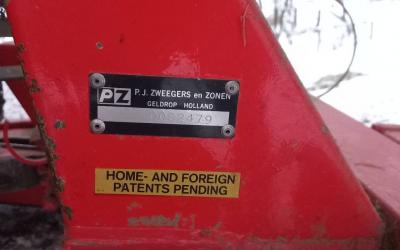 PZ
P.J. ZWEEGERS en ZONEN
GELDROP HOLLAND
HOME- AND FOREIGN
PATENTS PENDING